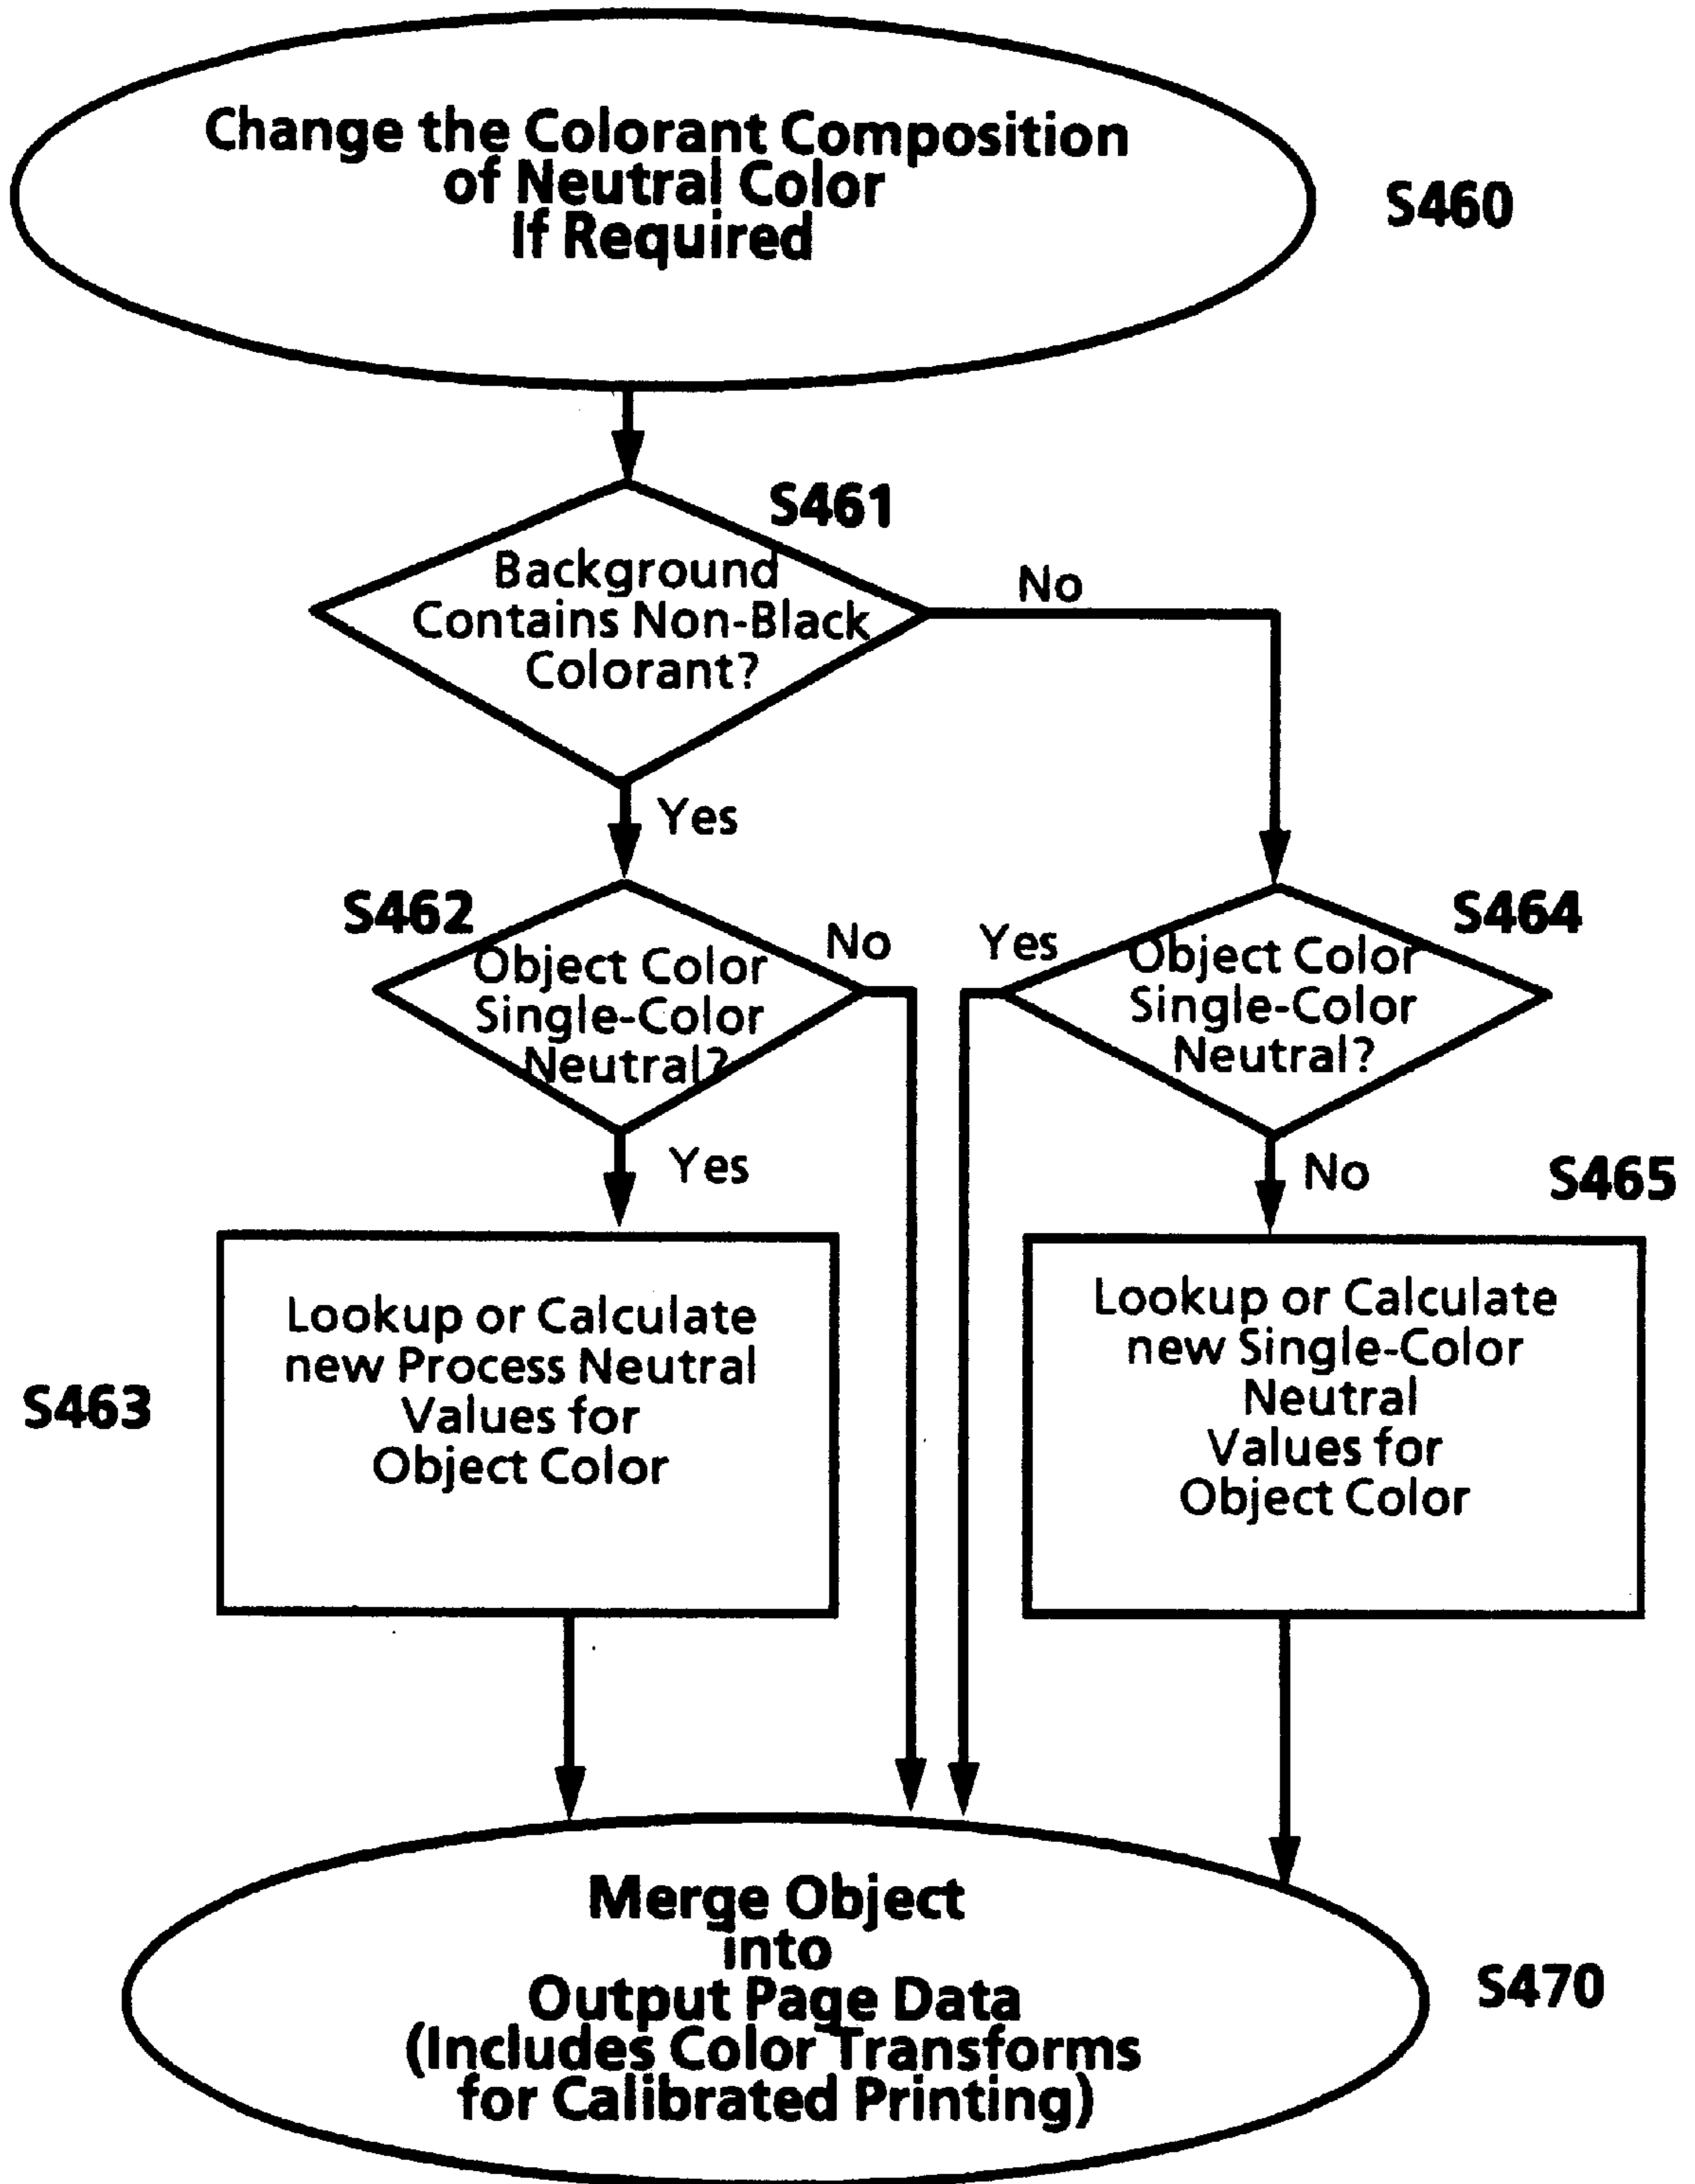 Change the Colorant Composition
of Neutral Color
If Required
S460
S461
Background
Contains Non-Black
Colorant?
No
Yes
S462
Object Color
Single-Color
Neutral?
No
Yes
S464
Object Color
Single-Color
Neutral?
Yes
No
S465
S463
Lookup or Calculate
new Process Neutral
Values for
Object Color
Lookup or Calculate
new Single-Color
Neutral
Values for
Object Color
Merge Object
into
Output Page Data
(Includes Color Transforms
for Calibrated Printing)
S470